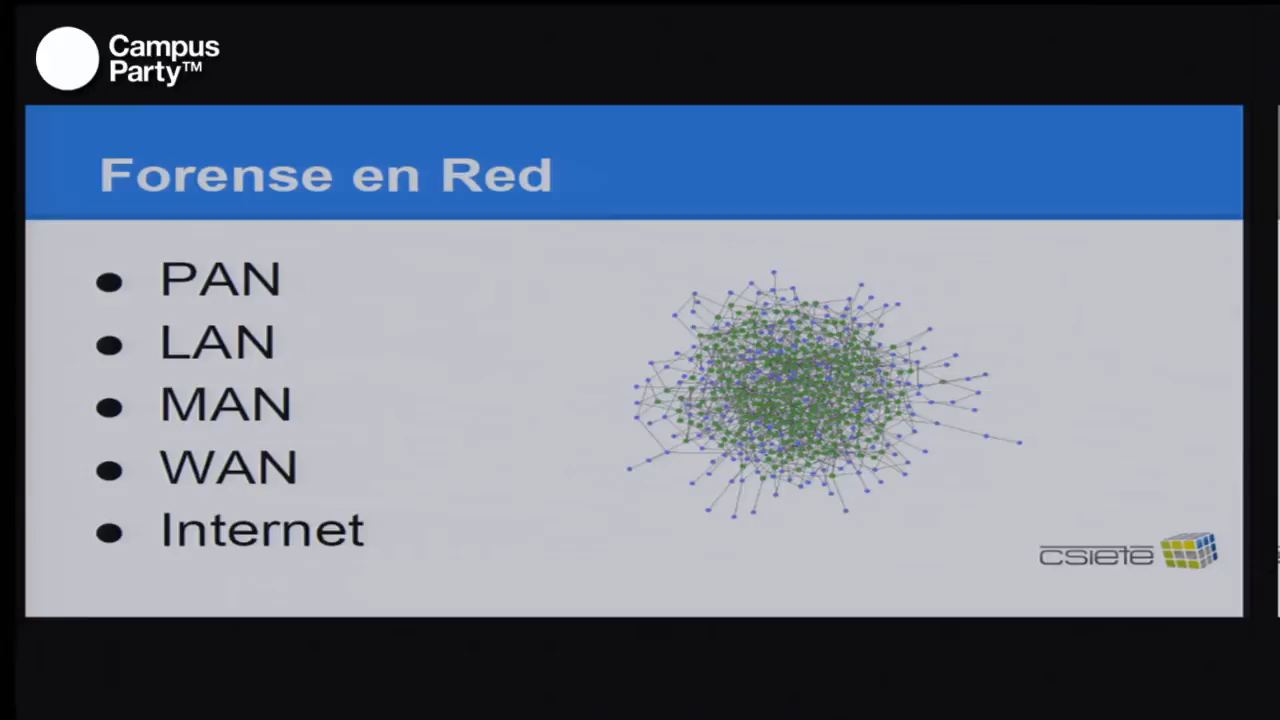 Campus
Party™
Forense en Red
● PAN
● LAN
● MAN
● WAN
● Internet
csiete